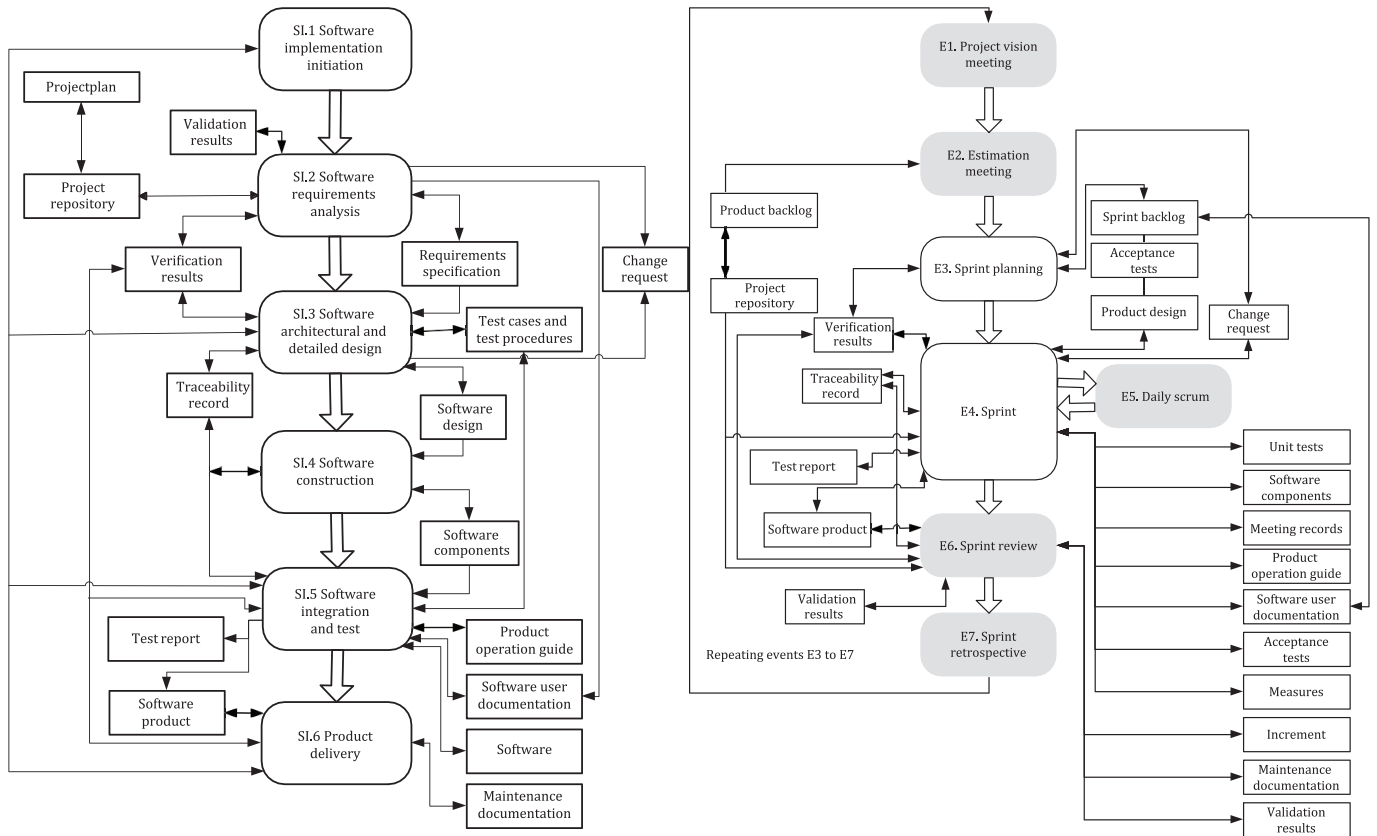 SI.1 Software
implementation
initiation
Projectplan
Validation
results
Project
repository
SI.2 Software
requirements
analysis
Verification
results
Requirements
specification
Change
request
SI.3 Software
architectural and
detailed design
Test cases and
test procedures
Traceability
record
Software
design
SI.4 Software
construction
Software
components
SI.5 Software
integration
and test
Test report
Product
operation guide
Software user
documentation
Software
product
SI.6 Product
delivery
Software
Maintenance
documentation
E1. Project vision
meeting
E2. Estimation
meeting
Product backlog
Sprint backlog
E3. Sprint planning
Acceptance
tests
Project
repository
Product design
Change
request
Verification
results
Traceability
record
E4. Sprint
E5. Daily scrum
Test report
Software product
E6. Sprint review
Validation
results
E7. Sprint
retrospective
Repeating events E3 to E7
Unit tests
Software
components
Meeting records
Product
operation guide
Software user
documentation
Acceptance
tests
Measures
Increment
Maintenance
documentation
Validation
results